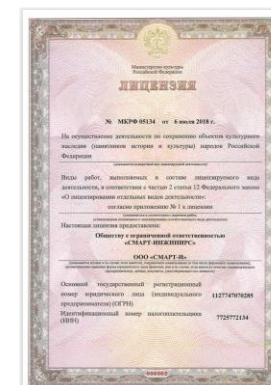 Министерство культуры
Российской Федерации
ЛИЦЕНЗИЯ
№ МКРФ 05134 от 6 июля 2018 г.
На осуществление деятельности по сохранению объектов культурного
наследия (памятников истории и культуры) народов Российской
Федерации
Виды работ, выполняемых в составе лицензируемого вида
деятельности, в соответствии с частью 2 статьи 12 Федерального закона
«О лицензировании отдельных видов деятельности»
согласно приложению № 1 к лицензии
Настоящая лицензия предоставлена:
Обществу с ограниченной ответственностью
«СМАРТ-ИНЖИНИРС»
ООО «СМАРТ-И»
Основной государственный регистрационный
номер юридического лица (индивидуального
предпринимателя) (ОГРН) 1127747070285
Идентификационный номер налогоплательщика
(ИНН) 7725772134